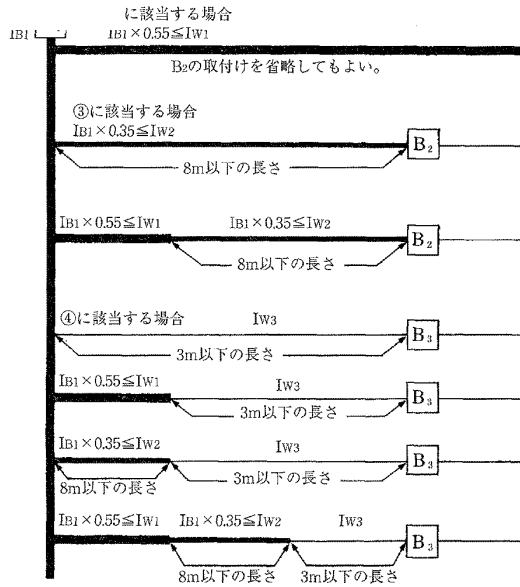 に該当する場合
IB1 IB1×0.55≦IW1
B2の取付けを省略してもよい。
③に該当する場合
IB1×0.35≦IW2
B2
8m以下の長さ
IB1×0.55≦IW1 IB1×0.35≦IW2
B2
8m以下の長さ
④に該当する場合 IW3
B3
3m以下の長さ
IB1×0.55≦IW1 IW3
B3
3m以下の長さ
IB1×0.35≦IW2 IW3
B3
8m以下の長さ 3m以下の長さ
IB1×0.55≦IW1 IB1×0.35≦IW2 IW3
B3
8m以下の長さ 3m以下の長さ